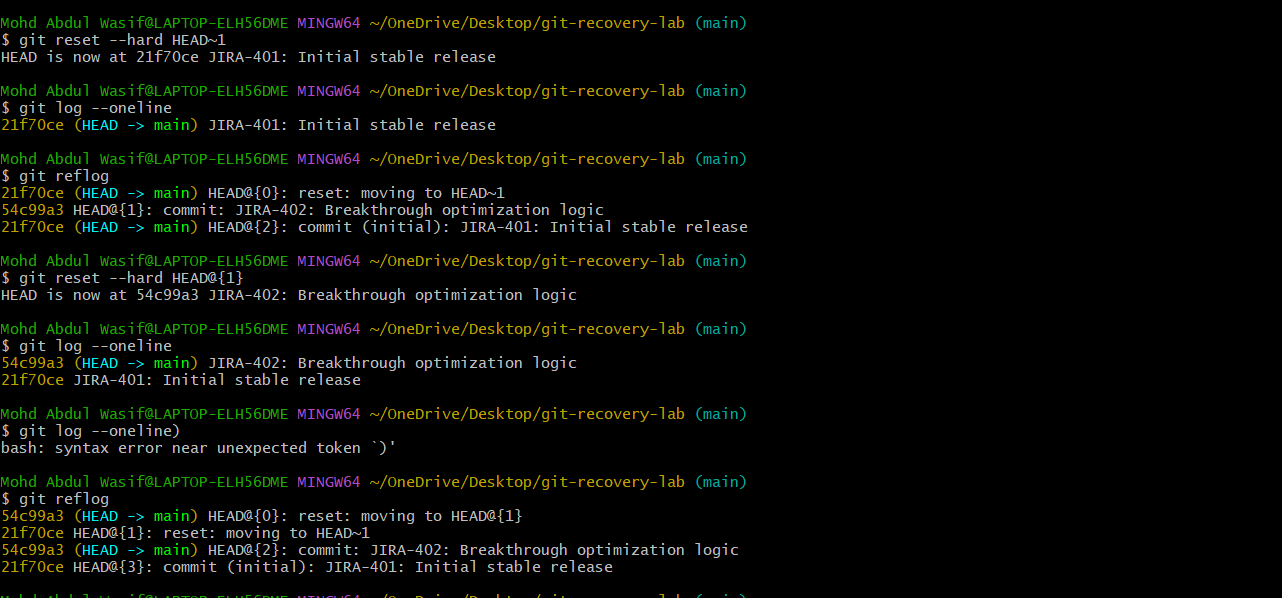 Mohd Abdul Wasif@LAPTOP-ELH56DME MINGW64 ~/OneDrive/Desktop/git-recovery-lab (main)
$ git reset --hard HEAD~1
HEAD is now at 21f70ce JIRA-401: Initial stable release
Mohd Abdul Wasif@LAPTOP-ELH56DME MINGW64 ~/OneDrive/Desktop/git-recovery-lab (main)
$ git log --oneline
21f70ce (HEAD -> main) JIRA-401: Initial stable release
Mohd Abdul Wasif@LAPTOP-ELH56DME MINGW64 ~/OneDrive/Desktop/git-recovery-lab (main)
$ git reflog
21f70ce (HEAD -> main) HEAD@{0}: reset: moving to HEAD~1
54c99a3 HEAD@{1}: commit: JIRA-402: Breakthrough optimization logic
21f70ce (HEAD -> main) HEAD@{2}: commit (initial): JIRA-401: Initial stable release
Mohd Abdul Wasif@LAPTOP-ELH56DME MINGW64 ~/OneDrive/Desktop/git-recovery-lab (main)
$ git reset --hard HEAD@{1}
HEAD is now at 54c99a3 JIRA-402: Breakthrough optimization logic
Mohd Abdul Wasif@LAPTOP-ELH56DME MINGW64 ~/OneDrive/Desktop/git-recovery-lab (main)
$ git log --oneline
54c99a3 (HEAD -> main) JIRA-402: Breakthrough optimization logic
21f70ce JIRA-401: Initial stable release
Mohd Abdul Wasif@LAPTOP-ELH56DME MINGW64 ~/OneDrive/Desktop/git-recovery-lab (main)
$ git log --oneline)
bash: syntax error near unexpected token `)'
Mohd Abdul Wasif@LAPTOP-ELH56DME MINGW64 ~/OneDrive/Desktop/git-recovery-lab (main)
$ git reflog
54c99a3 (HEAD -> main) HEAD@{0}: reset: moving to HEAD@{1}
21f70ce HEAD@{1}: reset: moving to HEAD~1
54c99a3 (HEAD -> main) HEAD@{2}: commit: JIRA-402: Breakthrough optimization logic
21f70ce HEAD@{3}: commit (initial): JIRA-401: Initial stable release